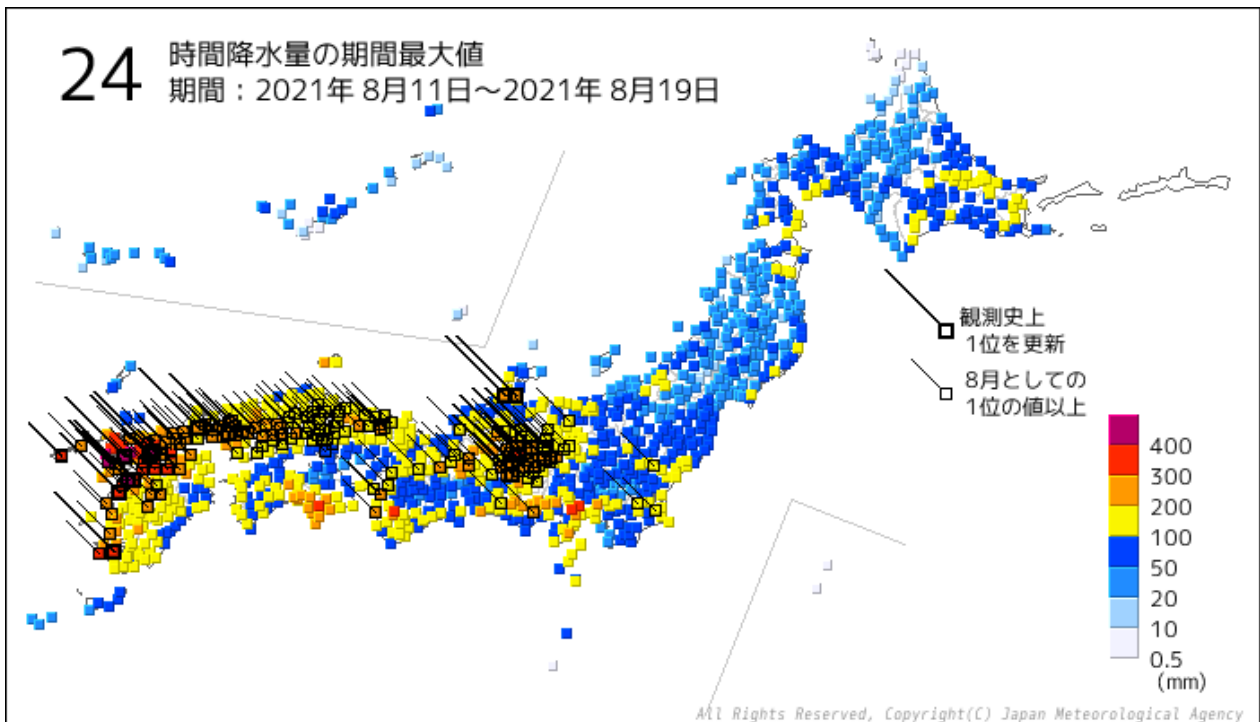 24
時間降水量の期間最大値
期間：2021年 8月11日～2021年 8月19日
観測史上
1位を更新
8月としての
1位の値以上
400
300
200
100
50
20
10
0.5
(mm)
All Rights Reserved, Copyright(C) Japan Meteorological Agency